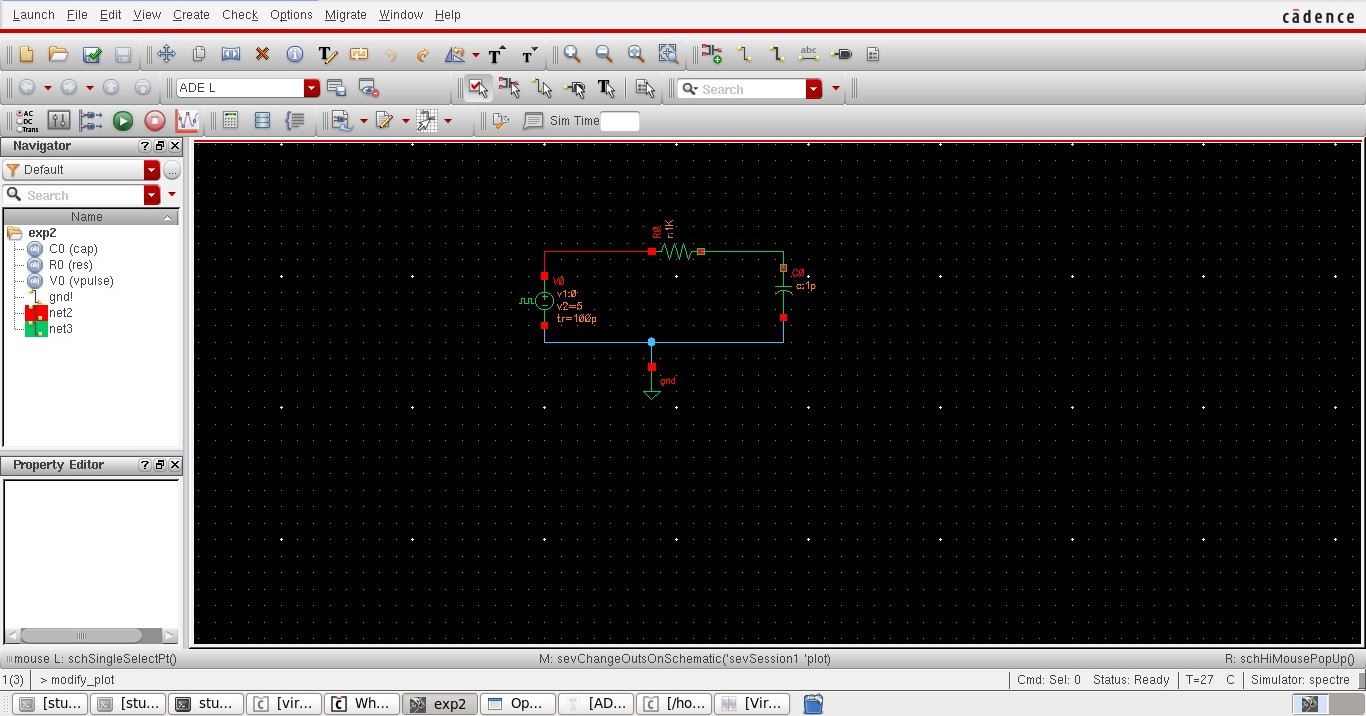 Launch File Edit View Create Check Options Migrate Window Help
cādence
ADE L
Search
AC
DC
Trans
Sim Time
Navigator
Default
Search
Name
exp2
C0 (cap)
R0 (res)
V0 (vpulse)
gnd!
net2
net3
Property Editor
R0
r:1K
V0
v1:0
v2=5
tr=100p
C0
c:1p
gnd
mouse L: schSingleSelectPt()
M: sevChangeOutsOnSchematic('sevSession1 'plot)
R: schHiMousePopUp()
1(3) > modify_plot
Cmd: Sel: 0 Status: Ready T=27 C Simulator: spectre
[stu... [stu... stu... [vir... Wh... exp2 Op... [AD... [/ho... [Vir...